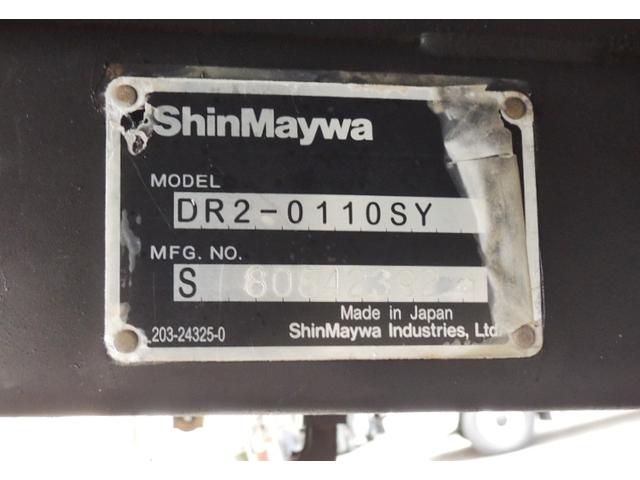 ShinMaywa
MODEL
DR2-0110SY
MFG. NO.
S
Made in Japan
203-24325-0
ShinMaywa Industries, Ltd